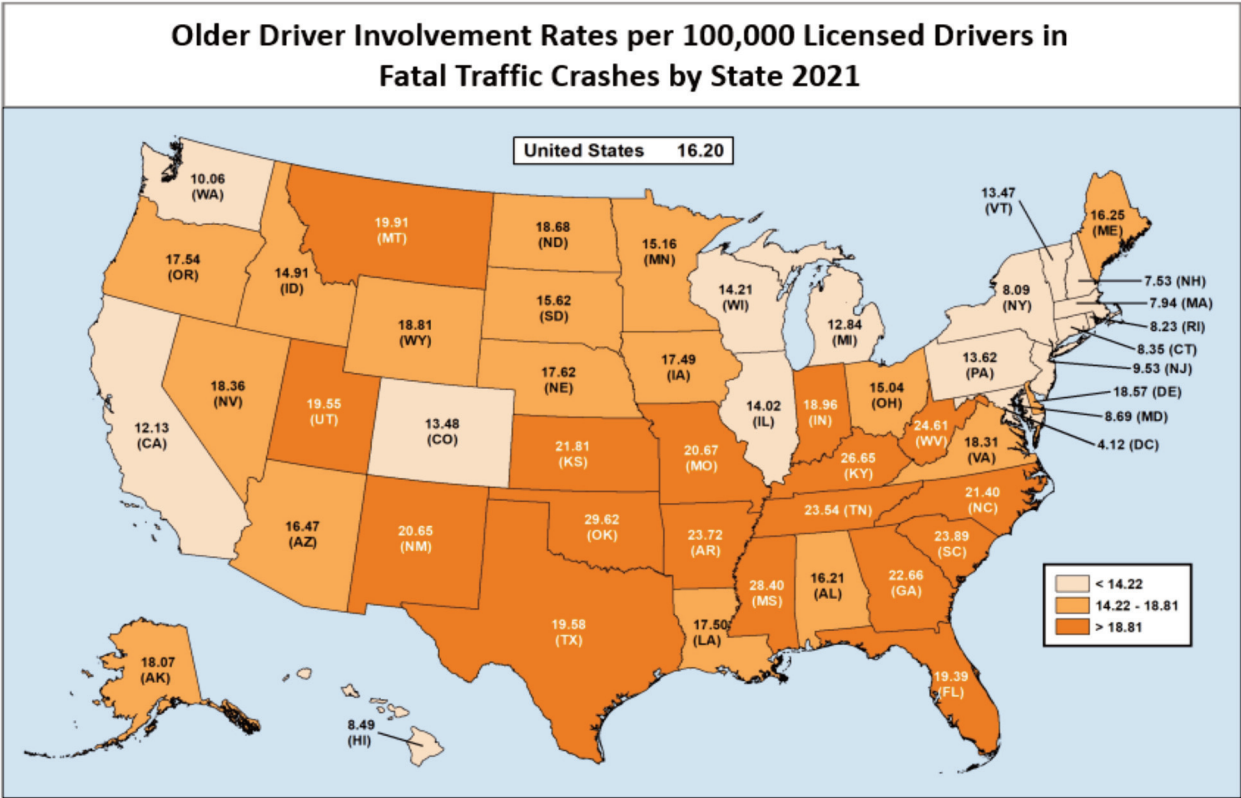 Older Driver Involvement Rates per 100,000 Licensed Drivers in
Fatal Traffic Crashes by State 2021
United States 16.20
10.06
(WA)
19.91
(MT)
18.68
(ND)
15.16
(MN)
13.47
(VT)
16.25
(ME)
17.54
(OR)
14.91
(ID)
18.81
(WY)
15.62
(SD)
14.21
(WI)
12.84
(MI)
8.09
(NY)
7.53 (NH)
7.94 (MA)
8.23 (RI)
8.35 (CT)
9.53 (NJ)
18.57 (DE)
8.69 (MD)
4.12 (DC)
13.62
(PA)
12.13
(CA)
18.36
(NV)
19.55
(UT)
13.48
(CO)
17.62
(NE)
17.49
(IA)
14.02
(IL)
18.96
(IN)
15.04
(OH)
24.61
(WV)
18.31
(VA)
21.81
(KS)
20.67
(MO)
26.65
(KY)
16.47
(AZ)
20.65
(NM)
29.62
(OK)
23.72
(AR)
23.54 (TN)
21.40
(NC)
23.89
(SC)
28.40
(MS)
16.21
(AL)
22.66
(GA)
19.58
(TX)
17.50
(LA)
19.39
(FL)
18.07
(AK)
8.49
(HI)
< 14.22
14.22 - 18.81
> 18.81